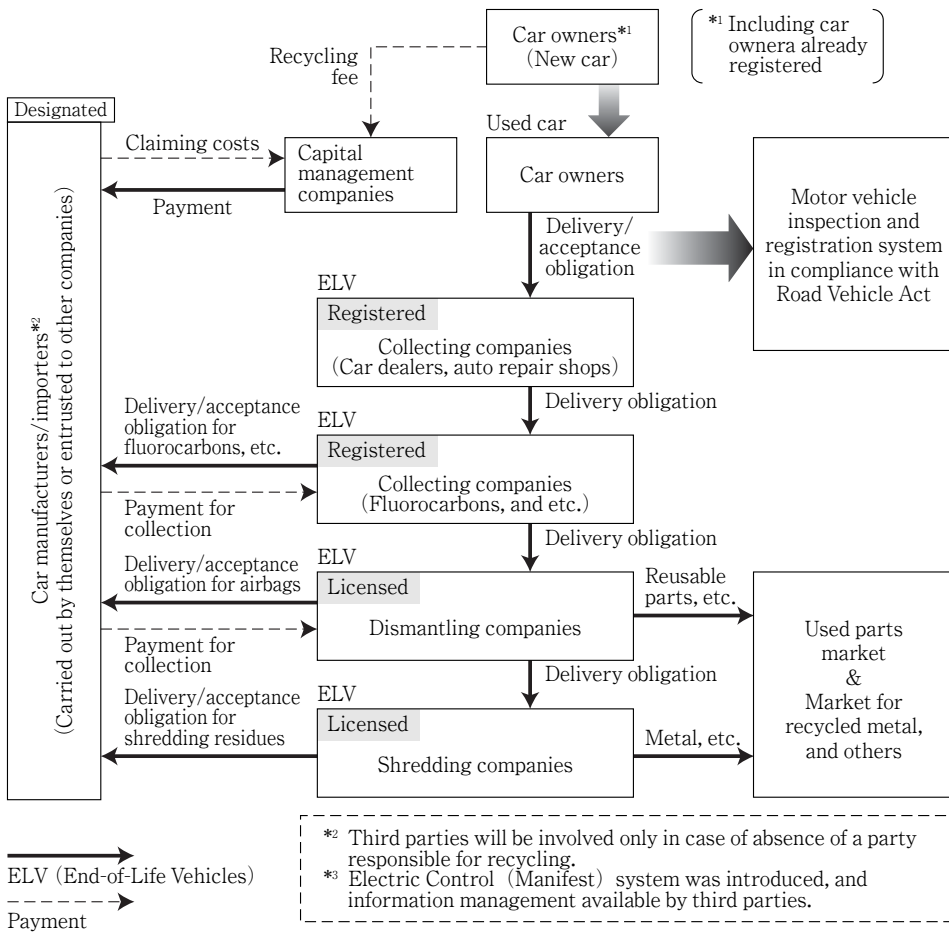 Car owners*1
(New car)
*1 Including car
ownera already
registered
Recycling
fee
Designated
Used car
Claiming costs
Capital
management
companies
Payment
Car owners
Motor vehicle
inspection and
registration system
in compliance with
Road Vehicle Act
Delivery/
acceptance
obligation
Car manufacturers/importers*2
(Carried out by themselves or entrusted to other companies)
ELV
Registered
Collecting companies
(Car dealers, auto repair shops)
Delivery obligation
Delivery/acceptance
obligation for
fluorocarbons, etc.
ELV
Registered
Collecting companies
(Fluorocarbons, and etc.)
Payment for
collection
Delivery obligation
Delivery/acceptance
obligation for airbags
ELV
Licensed
Dismantling companies
Reusable
parts, etc.
Payment for
collection
Delivery obligation
Used parts
market
&
Market for
recycled metal,
and others
Delivery/acceptance
obligation for
shredding residues
ELV
Licensed
Shredding companies
Metal, etc.
*2 Third parties will be involved only in case of absence of a party
responsible for recycling.
*3 Electric Control (Manifest) system was introduced, and
information management available by third parties.
ELV (End-of-Life Vehicles)
Payment